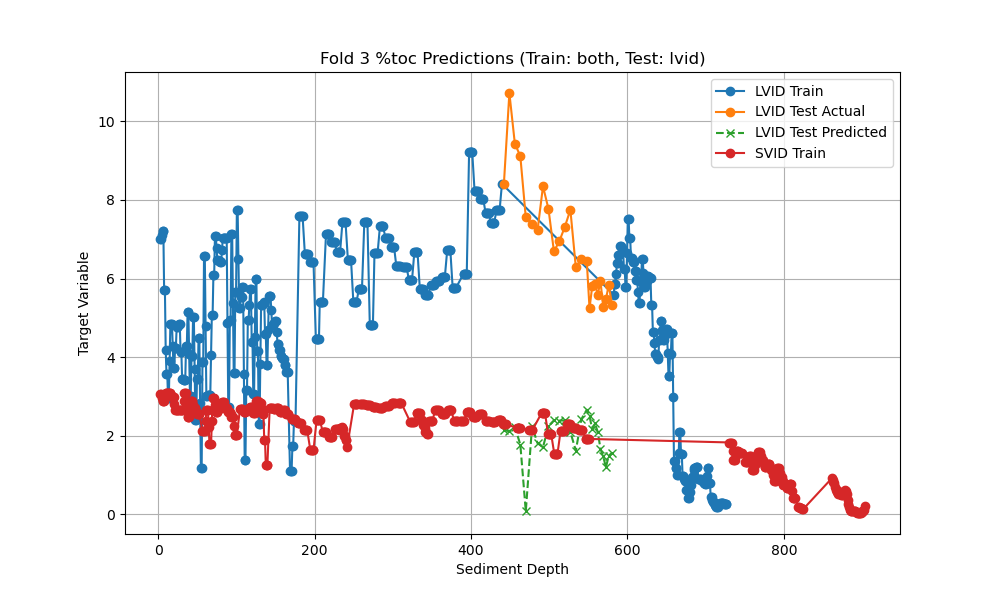 Fold 3 %toc Predictions (Train: both, Test: lvid)
LVID Train
LVID Test Actual
LVID Test Predicted
SVID Train
Target Variable
10
8
6
4
2
0
0 200 400 600 800
Sediment Depth